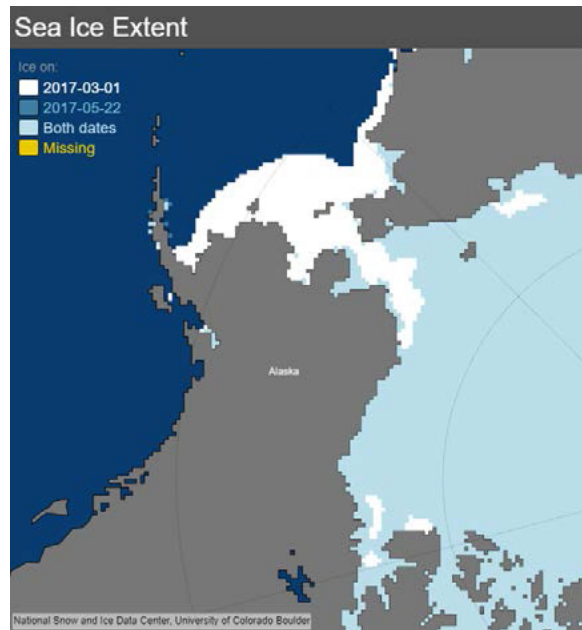 Sea Ice Extent
Ice on:
2017-03-01
2017-05-22
Both dates
Missing
Alaska
National Snow and Ice Data Center, University of Colorado Boulder